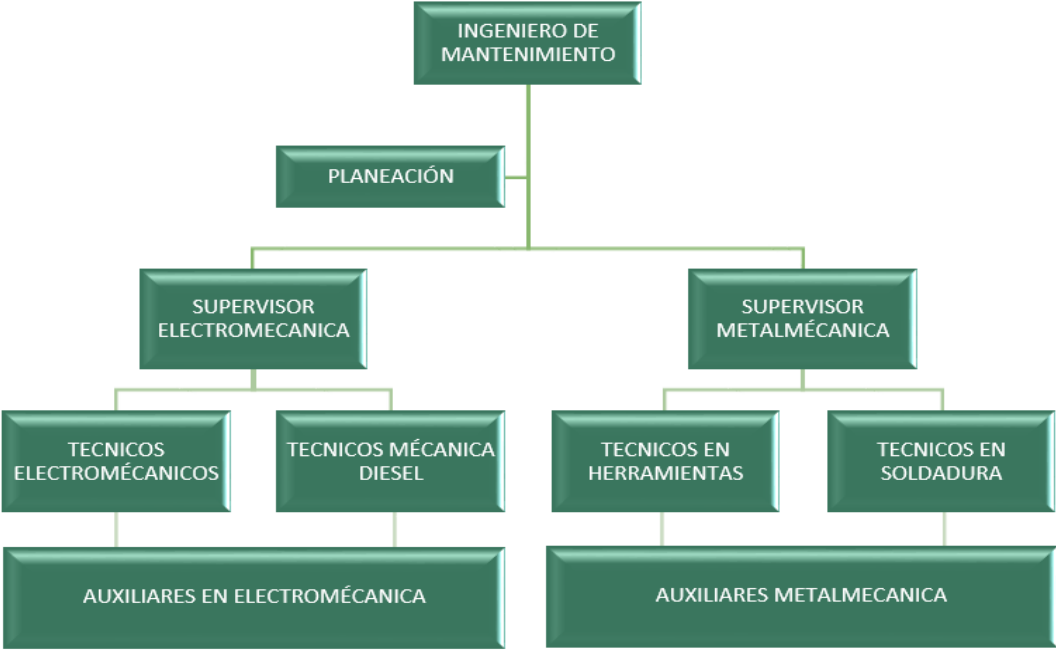 INGENIERO DE
MANTENIMIENTO
PLANEACIÓN
SUPERVISOR
ELECTROMECANICA
SUPERVISOR
METALMÉCANICA
TECNICOS
ELECTROMÉCANICOS
TECNICOS MÉCANICA
DIESEL
TECNICOS EN
HERRAMIENTAS
TECNICOS EN
SOLDADURA
AUXILIARES EN ELECTROMÉCANICA
AUXILIARES METALMECANICA